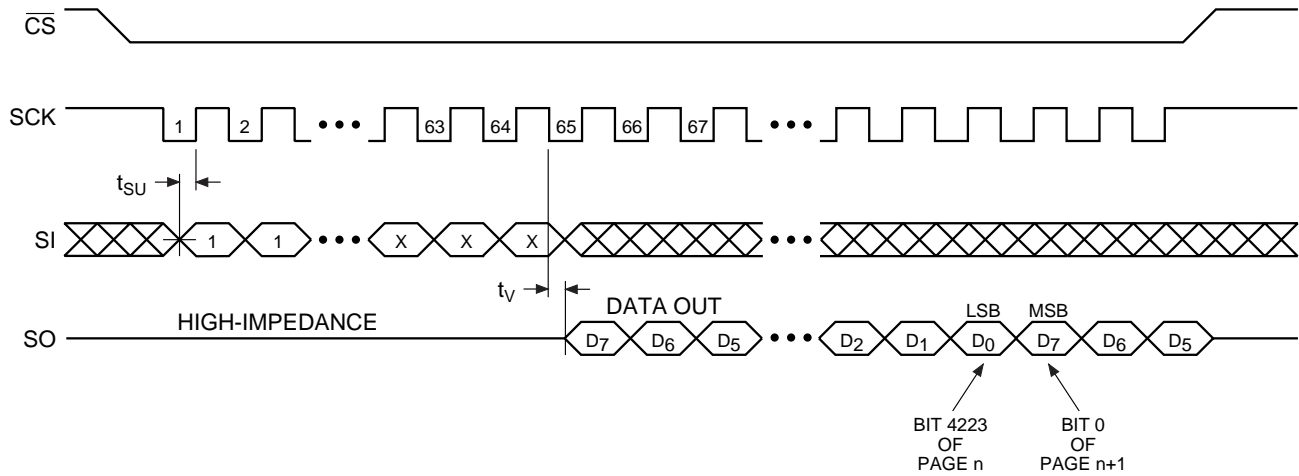 CS
SCK 1 2 • • • 63 64 65 66 67 • • •
tSU
SI 1 1 • • • X X X • • •
tV
HIGH-IMPEDANCE DATA OUT LSB MSB
SO D7 D6 D5 • • • D2 D1 D0 D7 D6 D5
BIT 4223
OF
PAGE n
BIT 0
OF
PAGE n+1